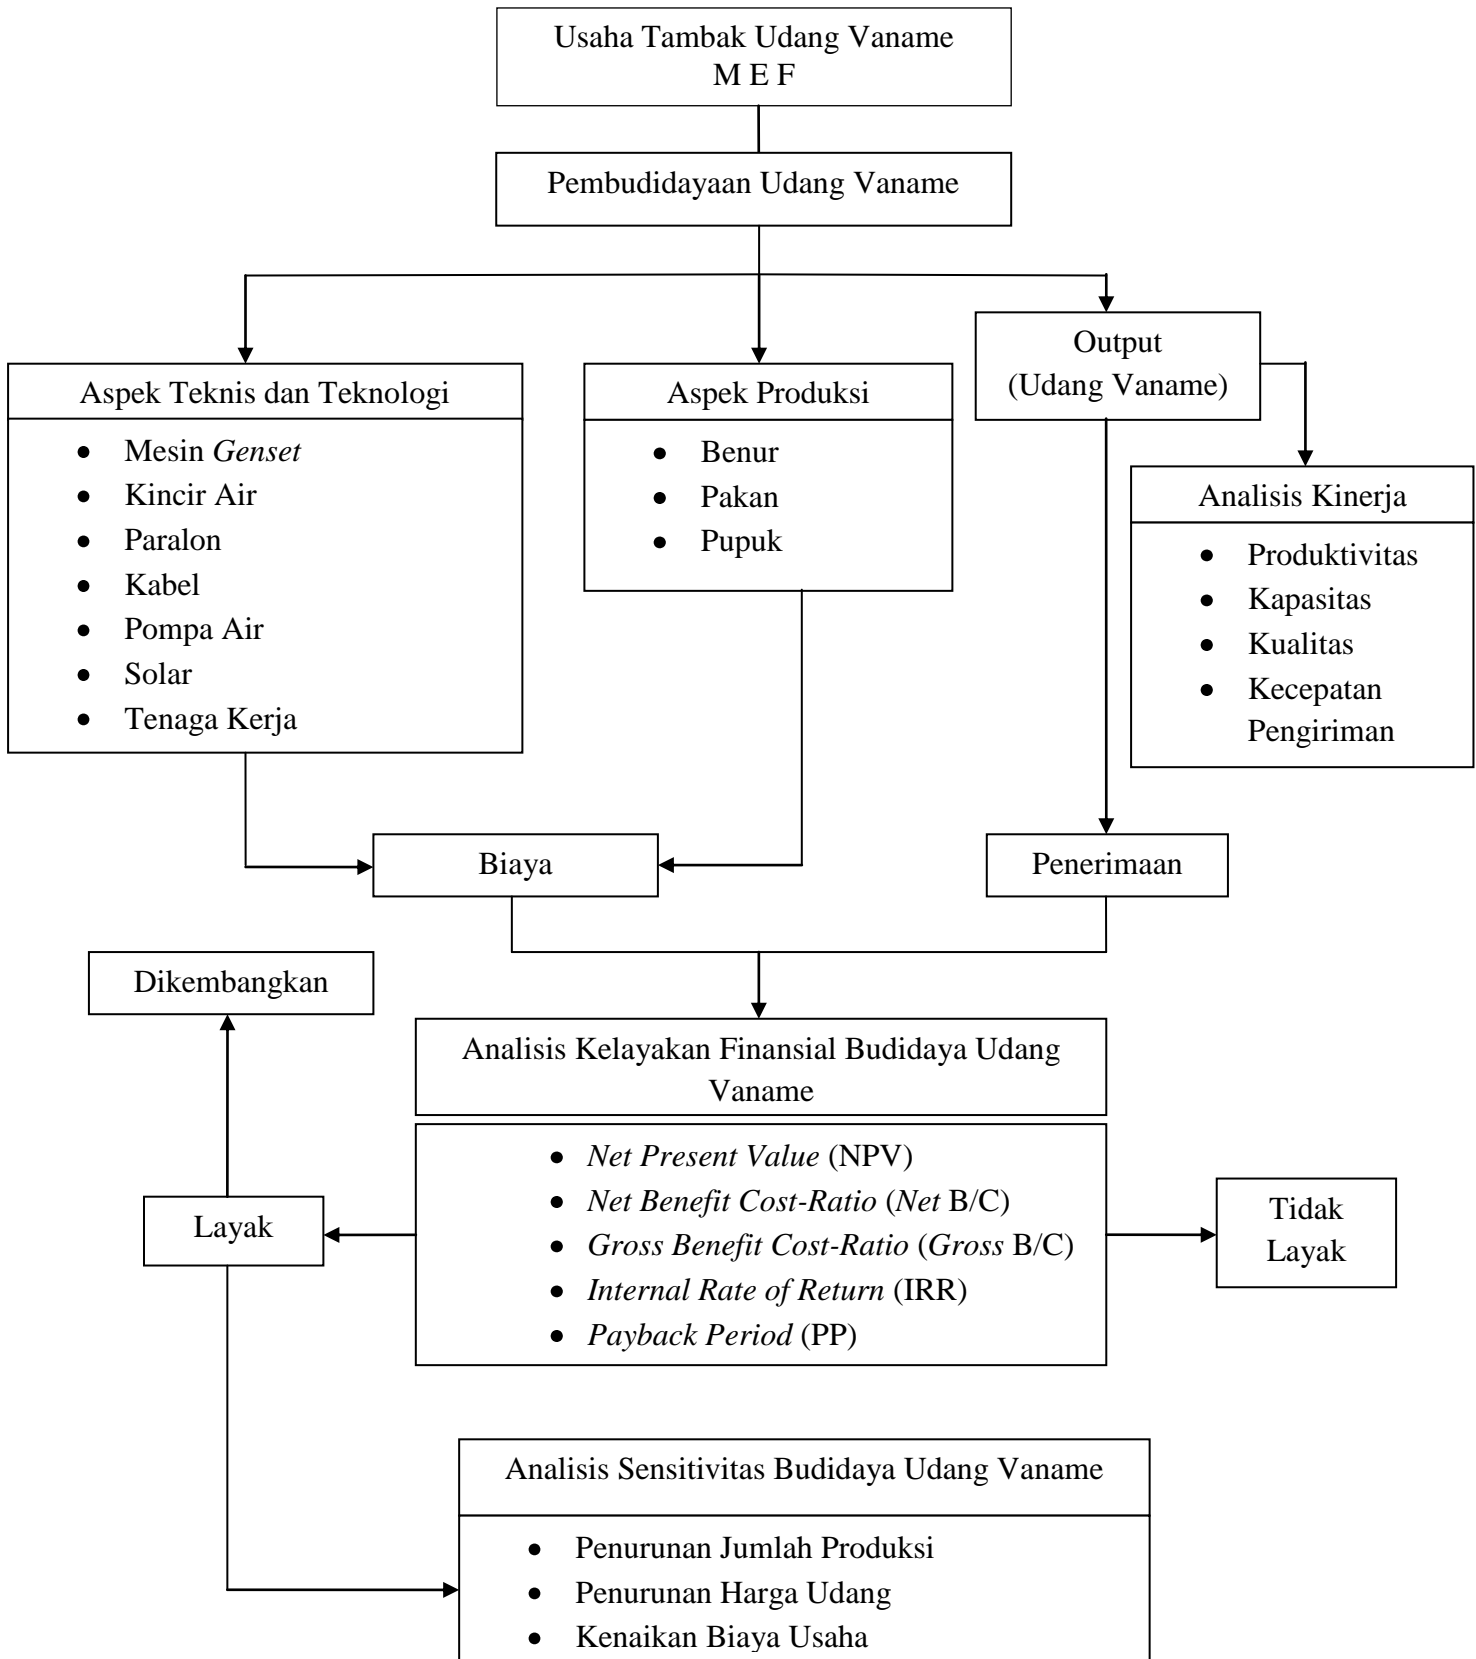 Usaha Tambak Udang Vaname
M E F
Pembudidayaan Udang Vaname
Aspek Teknis dan Teknologi
• Mesin Genset
• Kincir Air
• Paralon
• Kabel
• Pompa Air
• Solar
• Tenaga Kerja
Aspek Produksi
• Benur
• Pakan
• Pupuk
Output
(Udang Vaname)
Analisis Kinerja
• Produktivitas
• Kapasitas
• Kualitas
• Kecepatan
Pengiriman
Biaya
Penerimaan
Dikembangkan
Analisis Kelayakan Finansial Budidaya Udang
Vaname
• Net Present Value (NPV)
• Net Benefit Cost-Ratio (Net B/C)
• Gross Benefit Cost-Ratio (Gross B/C)
• Internal Rate of Return (IRR)
• Payback Period (PP)
Layak
Tidak
Layak
Analisis Sensitivitas Budidaya Udang Vaname
• Penurunan Jumlah Produksi
• Penurunan Harga Udang
• Kenaikan Biaya Usaha